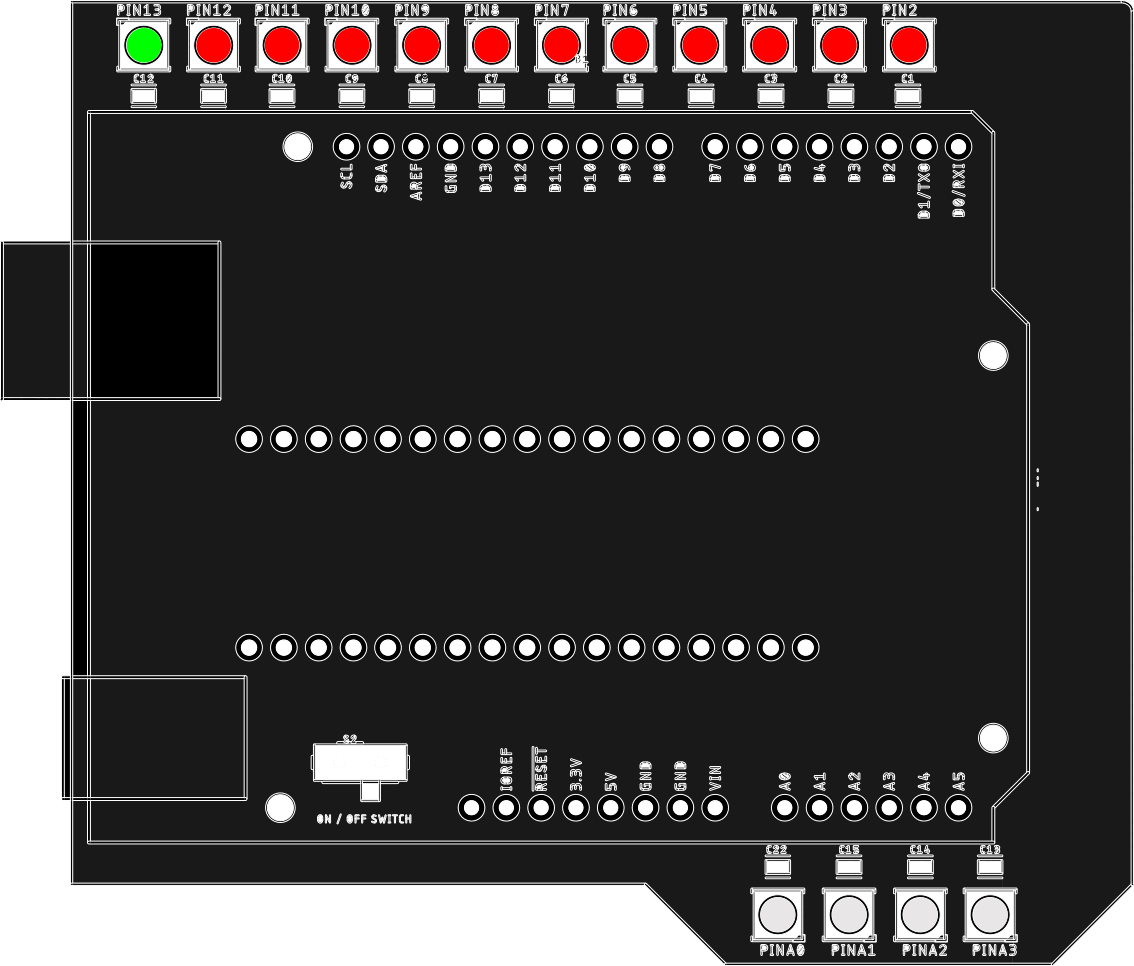 PIN13 PIN12 PIN11 PIN10 PIN9 PIN8 PIN7 PIN6 PIN5 PIN4 PIN3 PIN2
C12 C11 C10 C9 C8 C7 C6 C5 C4 C3 C2 C1
SCL SDA AREF GND D13 D12 D11 D10 D9 D8 D7 D6 D5 D4 D3 D2 D1/TX0 D0/RXI
S2
IOREF RESET 3.3V 5V GND GND VIN A0 A1 A2 A3 A4 A5
ON / OFF SWITCH
C22 C15 C14 C13
PINA0 PINA1 PINA2 PINA3